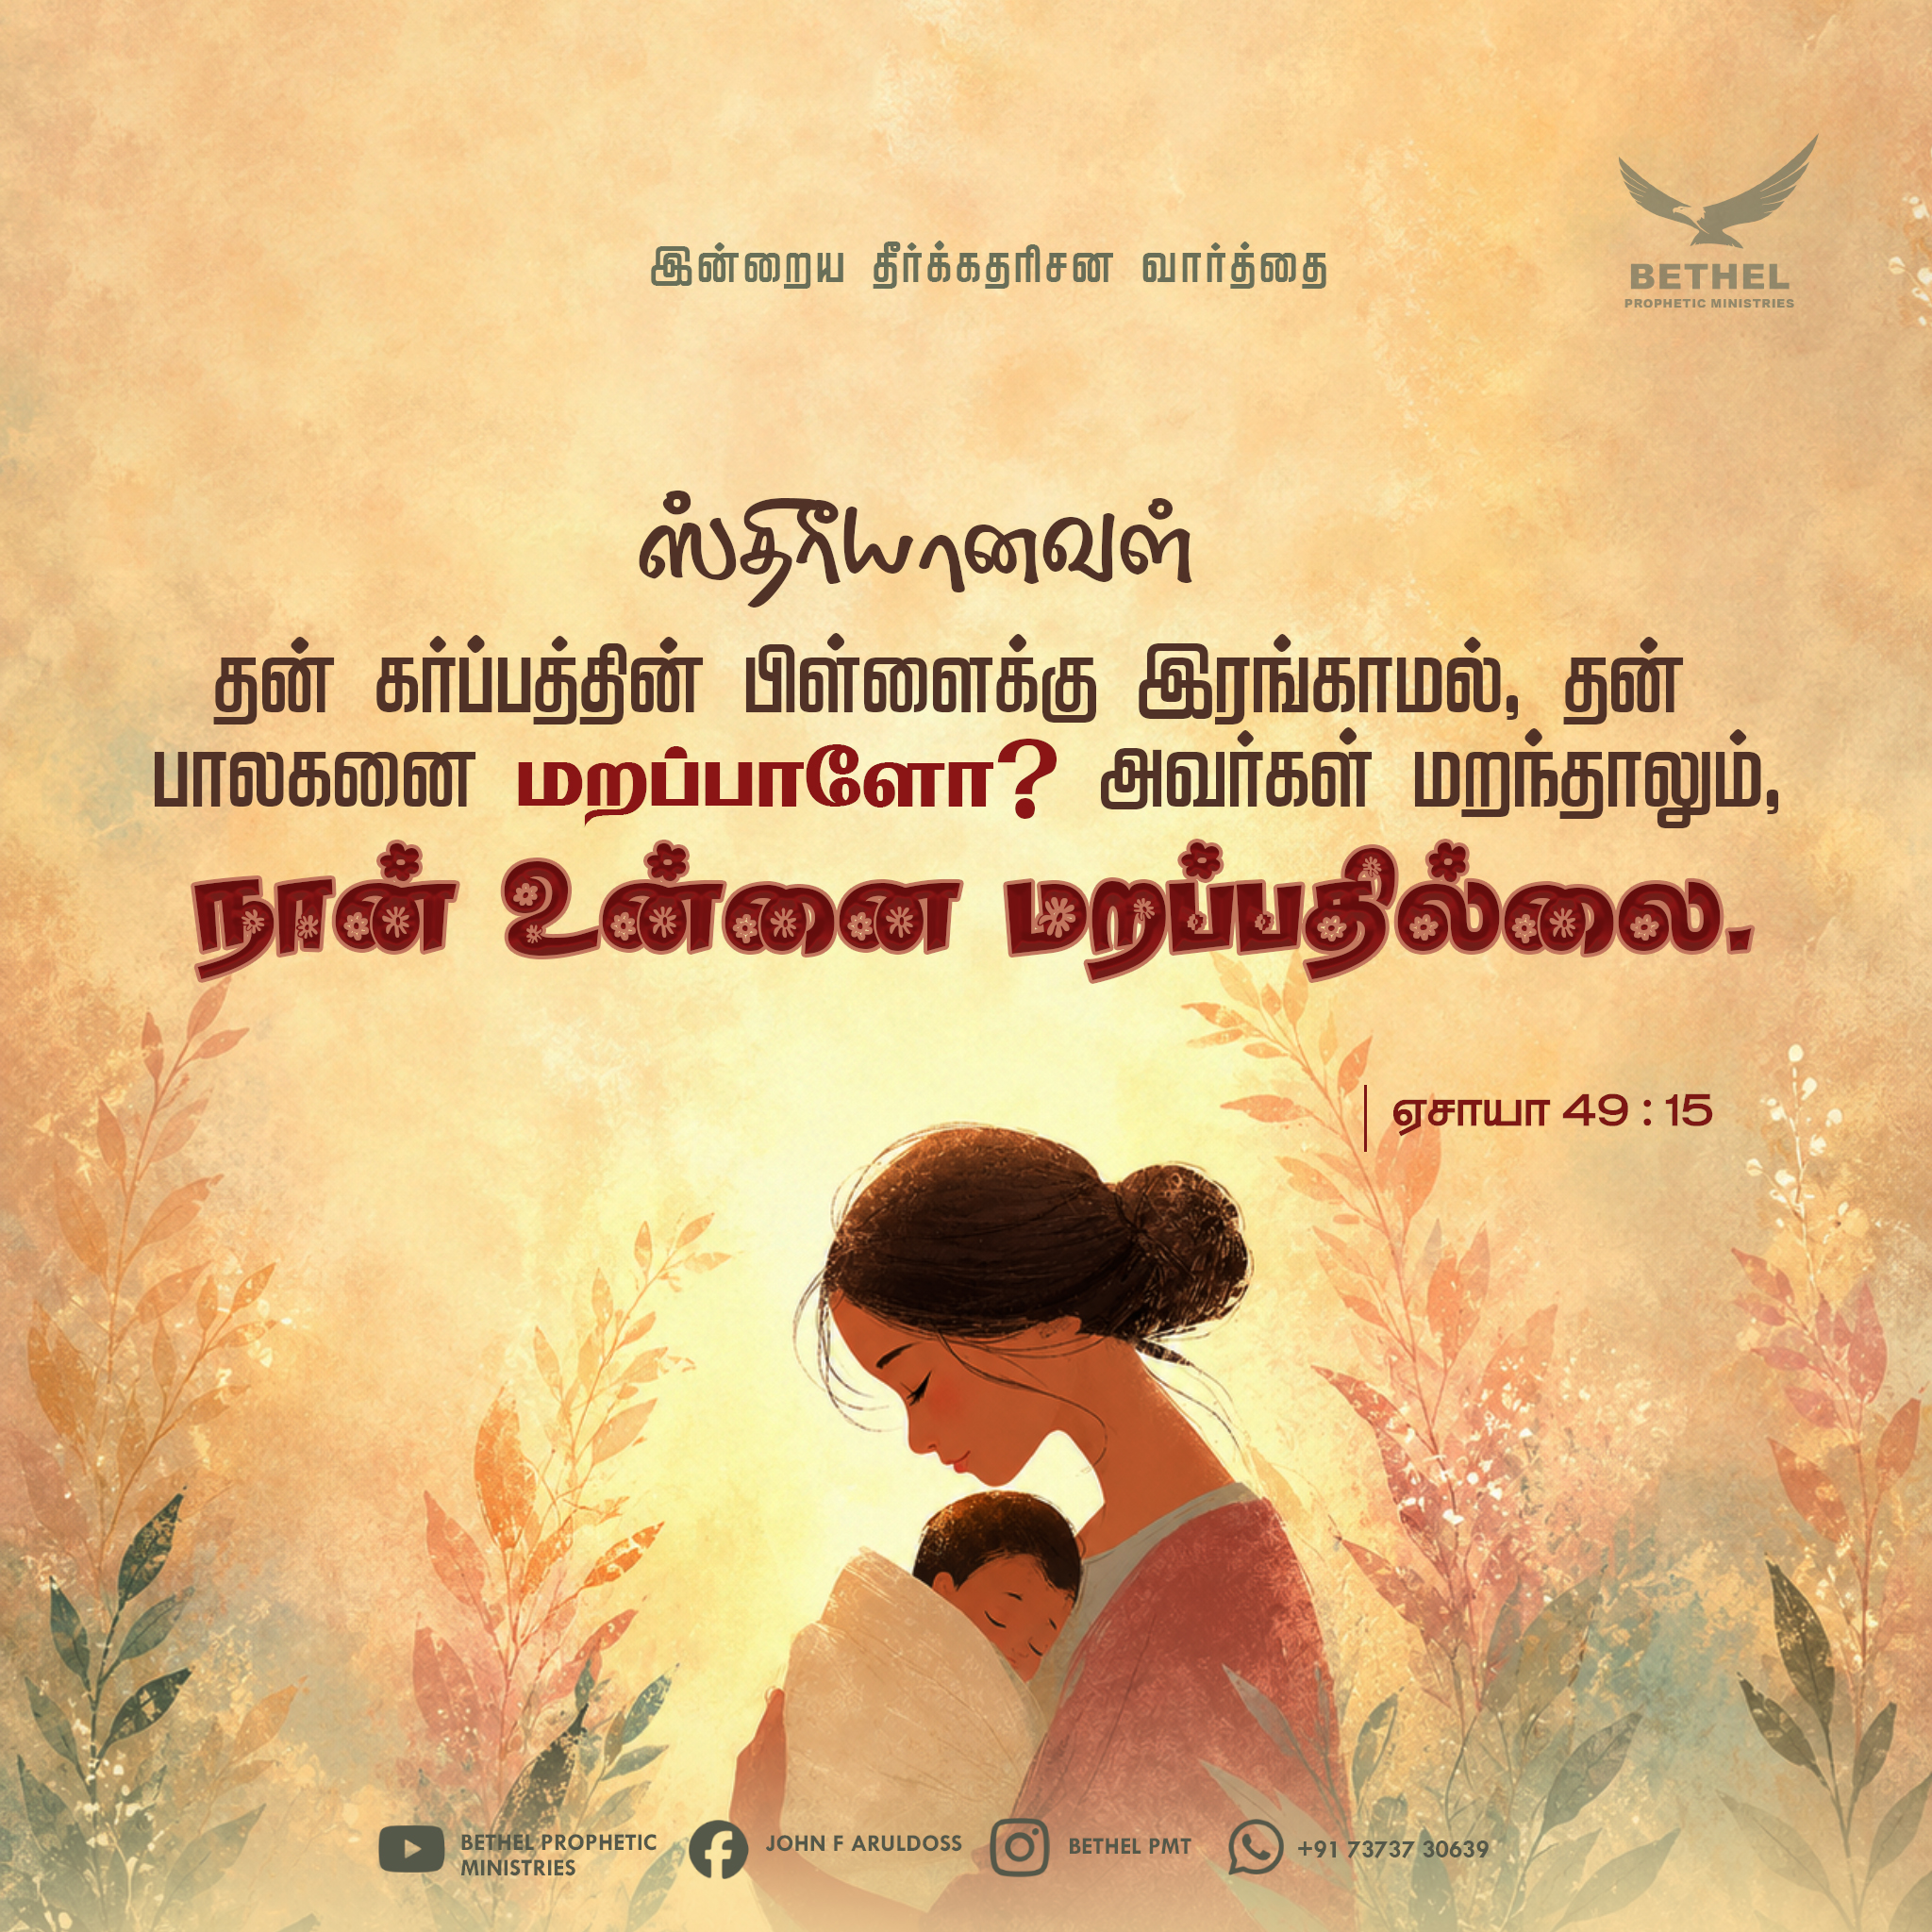 இன்றைய தீர்க்கதரிசன வார்த்தை
BETHEL
PROPHETIC MINISTRIES
ஸ்திரீயானவள்
தன் கர்ப்பத்தின் பிள்ளைக்கு இரங்காமல், தன்
பாலகனை மறப்பாளோ? அவர்கள் மறந்தாலும்,
நான் உன்னை மறப்பதில்லை.
ஏசாயா 49 : 15
BETHEL PROPHETIC
MINISTRIES
JOHN F ARULDOSS
BETHEL PMT
+91 73737 30639